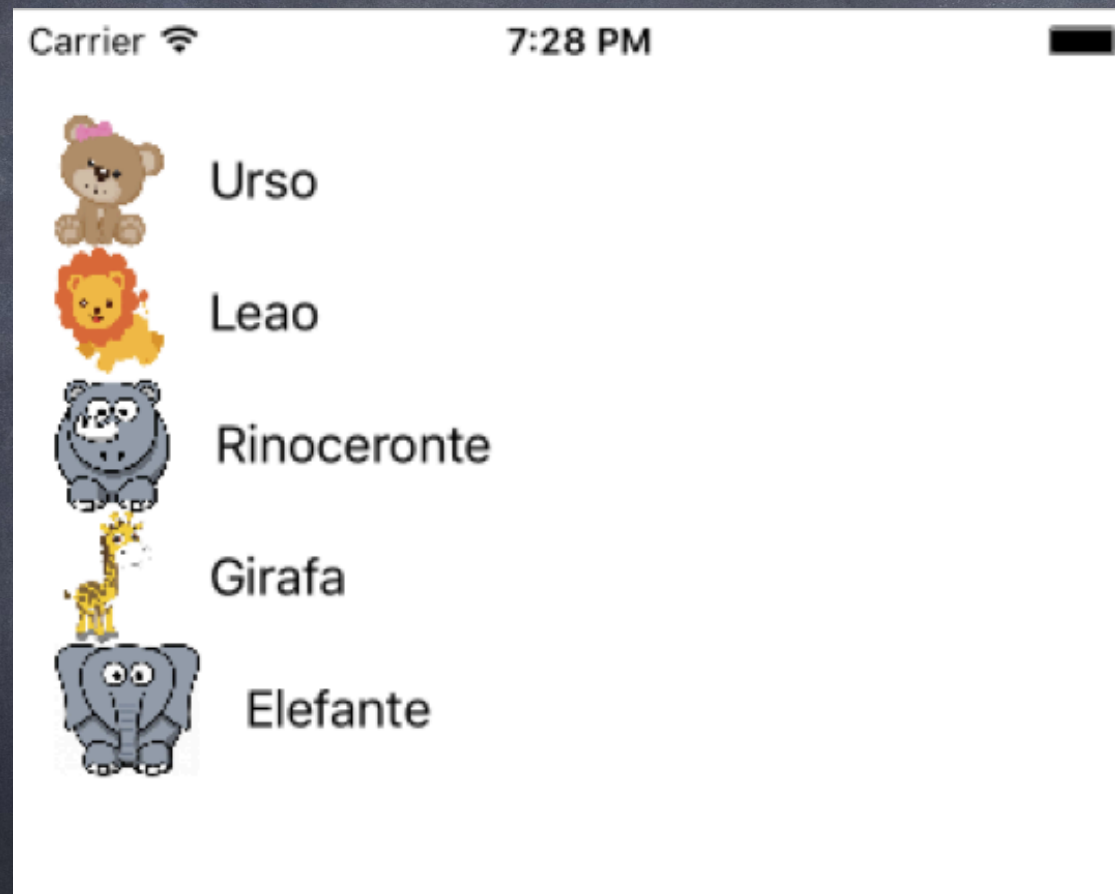 Carrier 7:28 PM
Urso
Leao
Rinoceronte
Girafa
Elefante